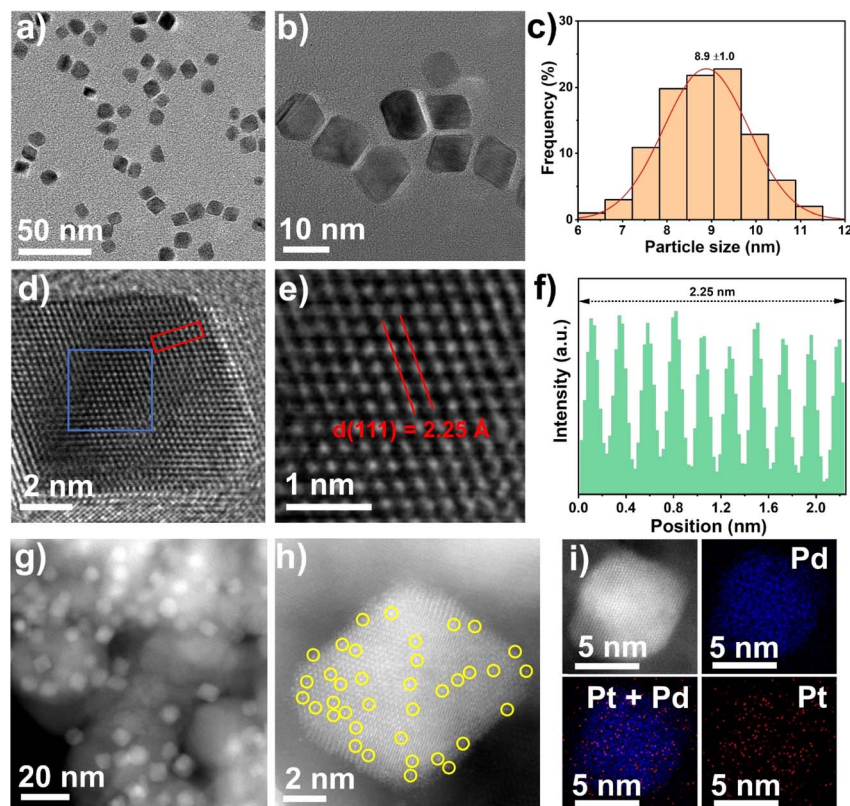 a)
50 nm
b)
10 nm
c)
8.9 ±1.0
30
20
10
0
Frequency (%)
6 7 8 9 10 11 12
Particle size (nm)
d)
2 nm
e)
d(111) = 2.25 Å
1 nm
f)
2.25 nm
Intensity (a.u.)
0.0 0.4 0.8 1.2 1.6 2.0
Position (nm)
g)
20 nm
h)
2 nm
i)
5 nm
Pd
5 nm
Pt + Pd
5 nm
Pt
5 nm